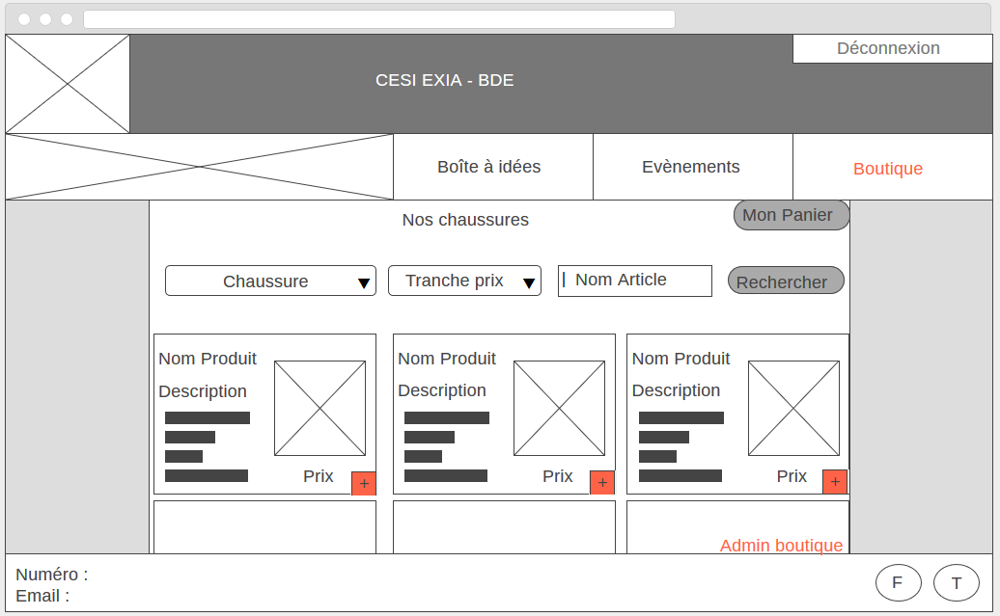 Déconnexion
CESI EXIA - BDE
Boîte à idées
Evènements
Boutique
Nos chaussures
Mon Panier
Chaussure
Tranche prix
Nom Article
Rechercher
Nom Produit
Description
Prix
+
Nom Produit
Description
Prix
+
Nom Produit
Description
Prix
+
Admin boutique
Numéro :
Email :
F
T